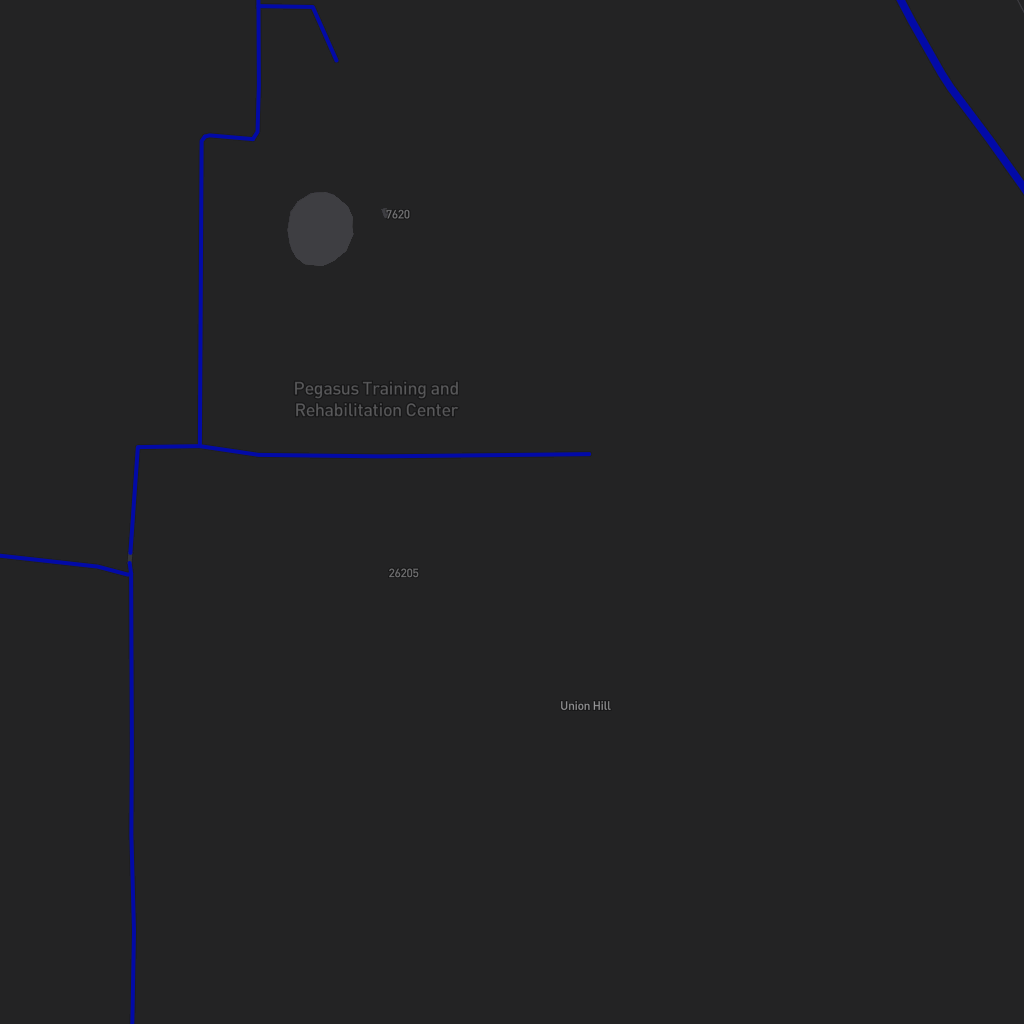 7620
Pegasus Training and
Rehabilitation Center
26205
Union Hill